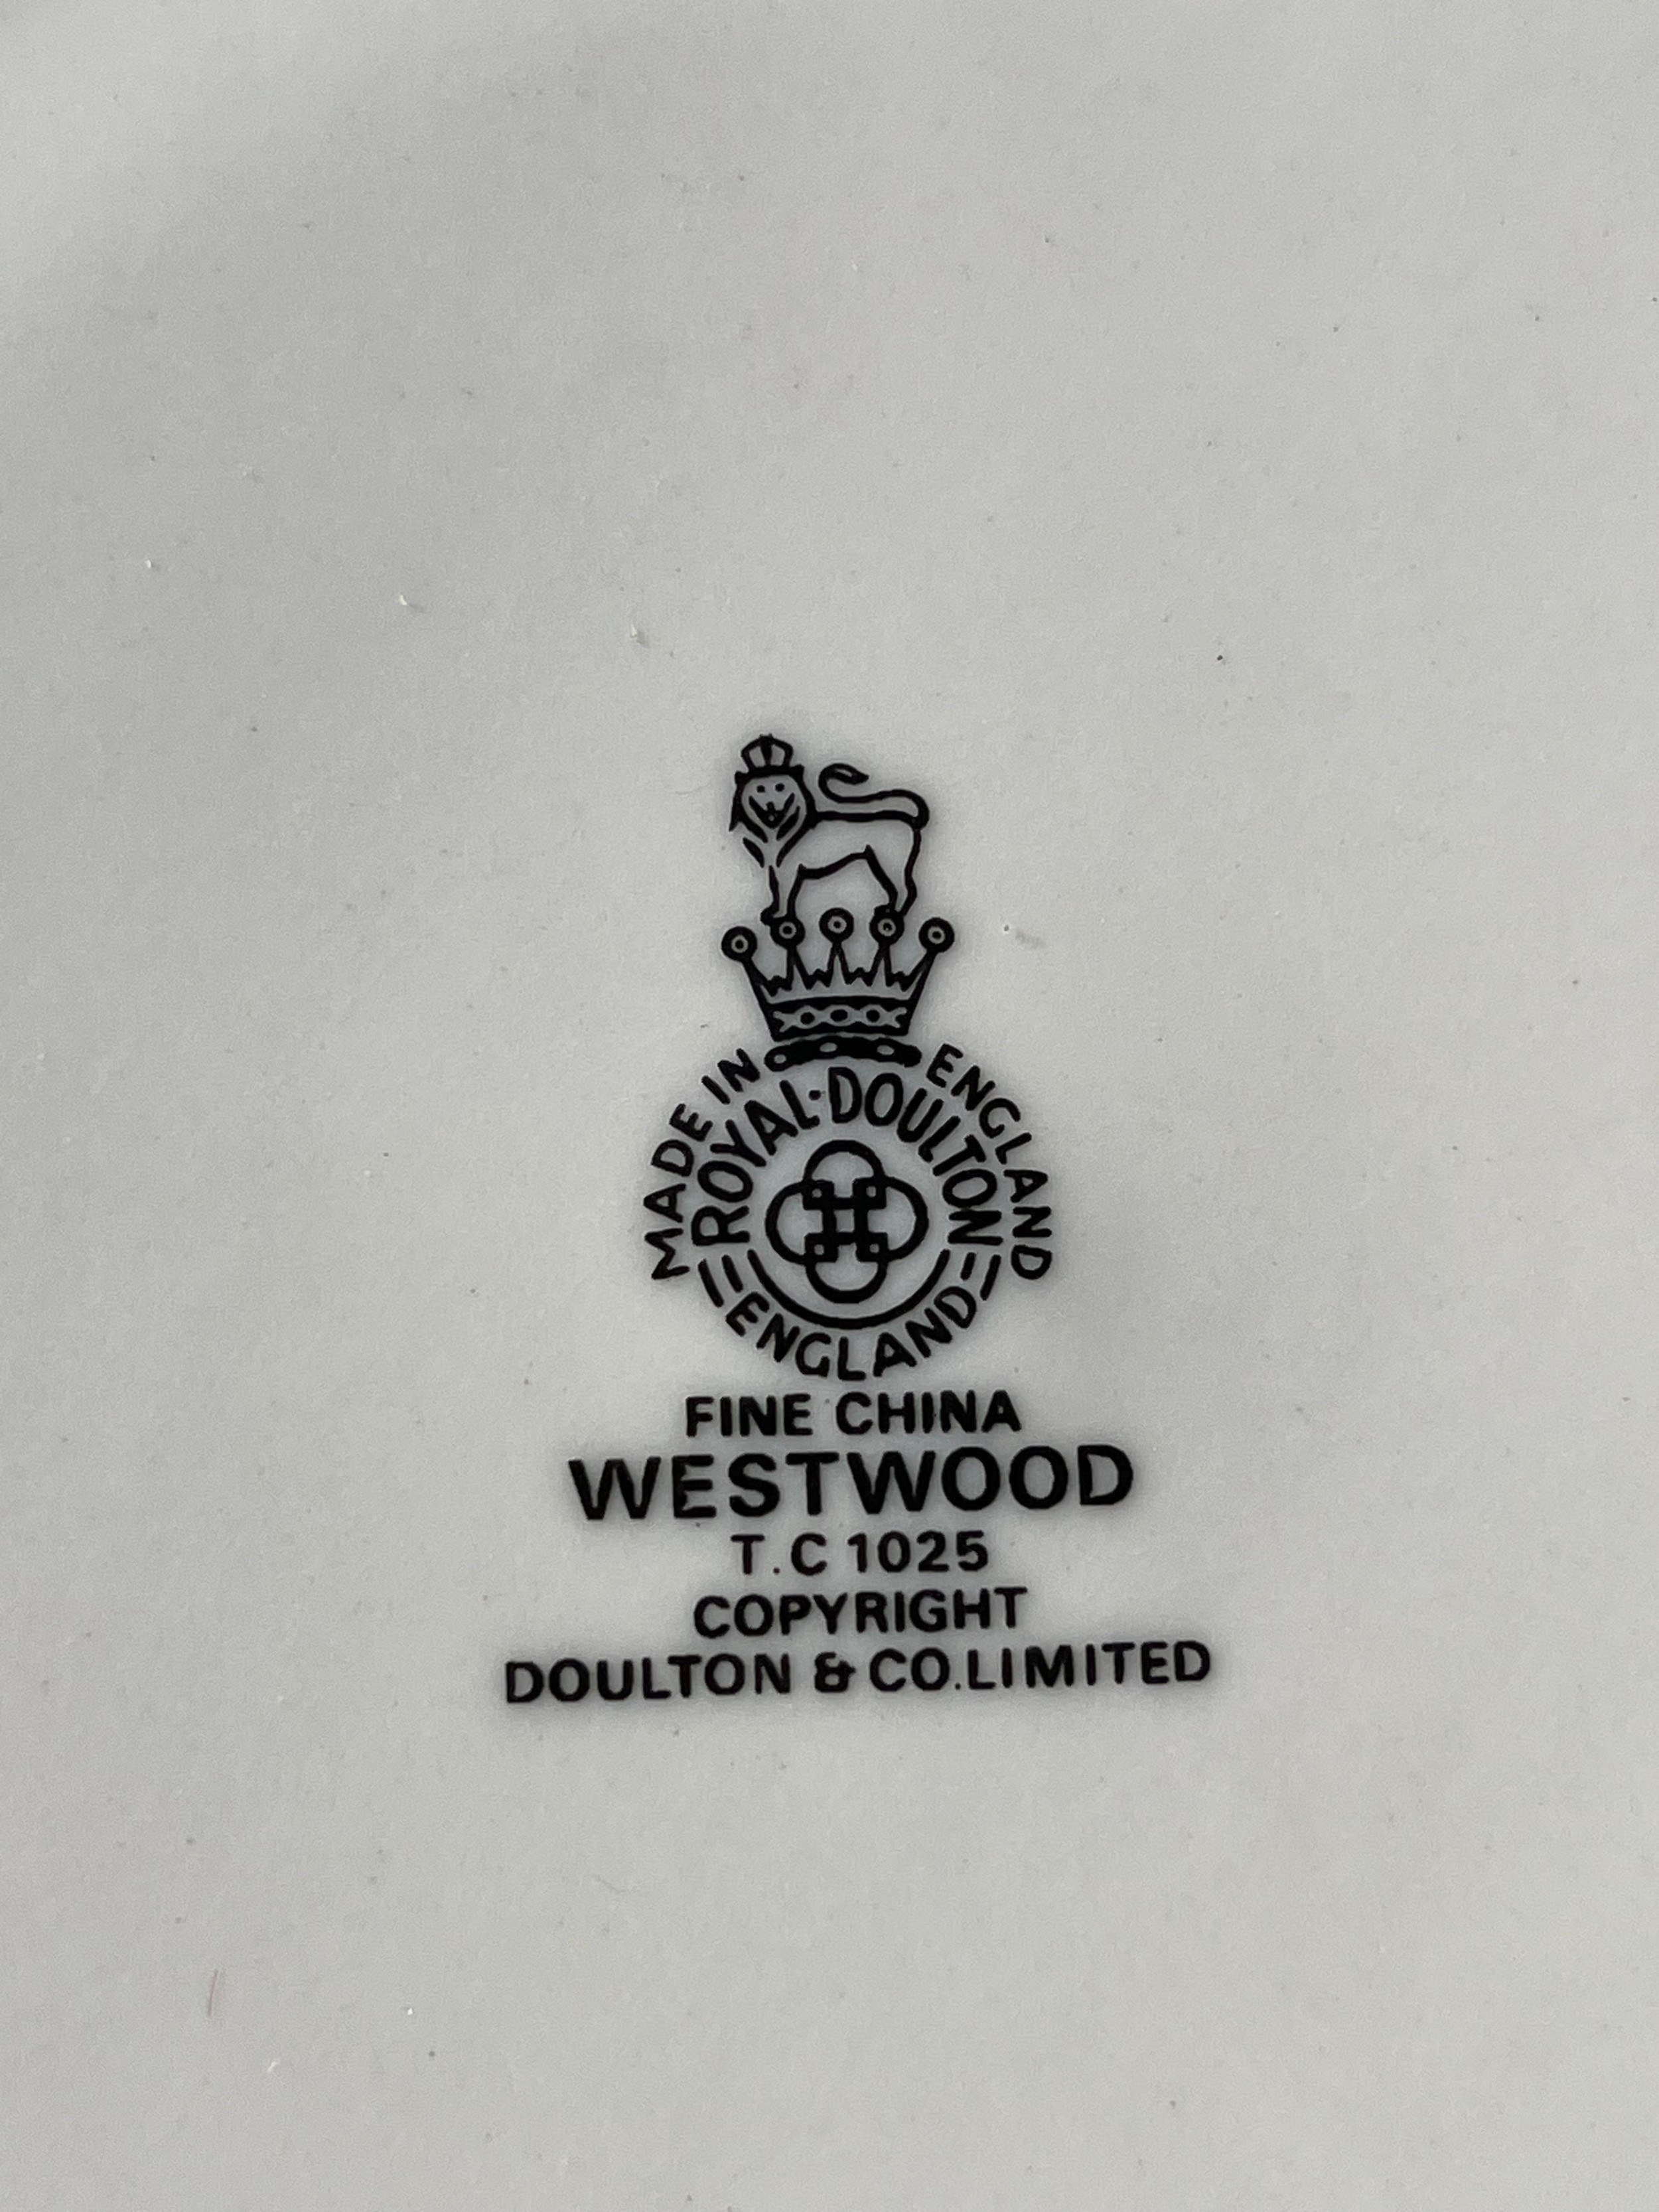 MADE IN ENGLAND
ROYAL·DOULTON
ENGLAND
FINE CHINA
WESTWOOD
T.C 1025
COPYRIGHT
DOULTON & CO.LIMITED